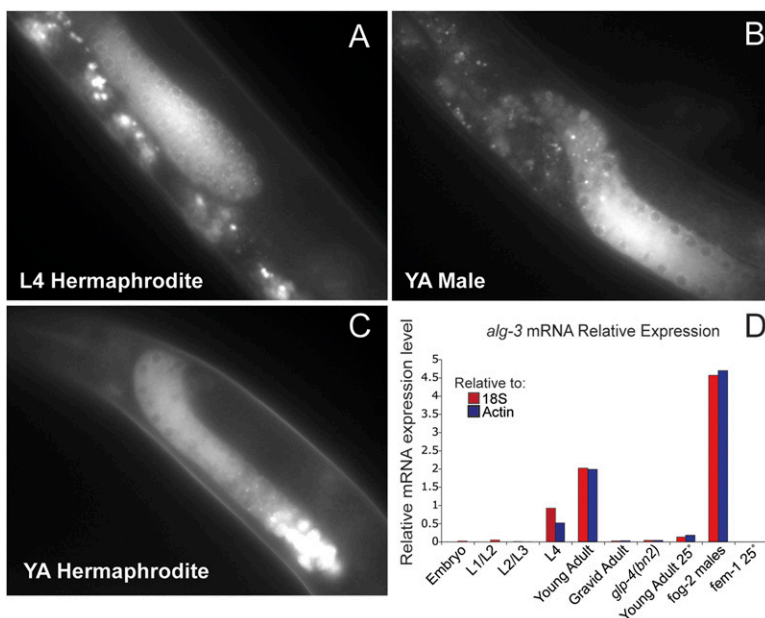 A
L4 Hermaphrodite
B
YA Male
C
YA Hermaphrodite
D
alg-3 mRNA Relative Expression
Relative mRNA expression level
5
4.5
4
3.5
3
2.5
2
1.5
1
0.5
0
Relative to:
18S
Actin
Embryo
L1/L2
L2/L3
L4
Young Adult
Gravid Adult
glp-4(bn2)
Young Adult 25°
fog-2 males
fem-1 25°